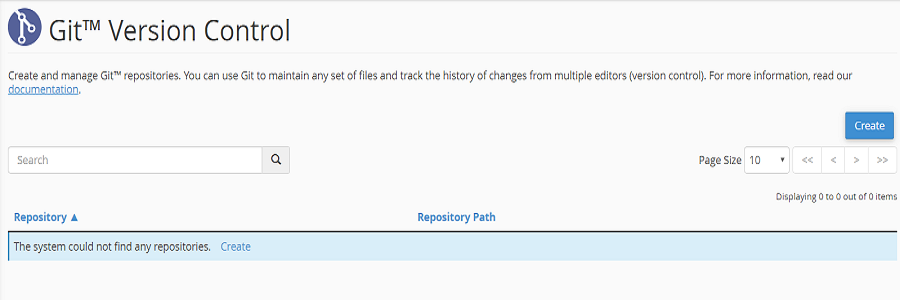 Git™ Version Control
Create and manage Git™ repositories. You can use Git to maintain any set of files and track the history of changes from multiple editors (version control). For more information, read our
documentation.
Create
Search
Page Size 10 << < > >>
Displaying 0 to 0 out of 0 items
Repository ▲ Repository Path
The system could not find any repositories. Create